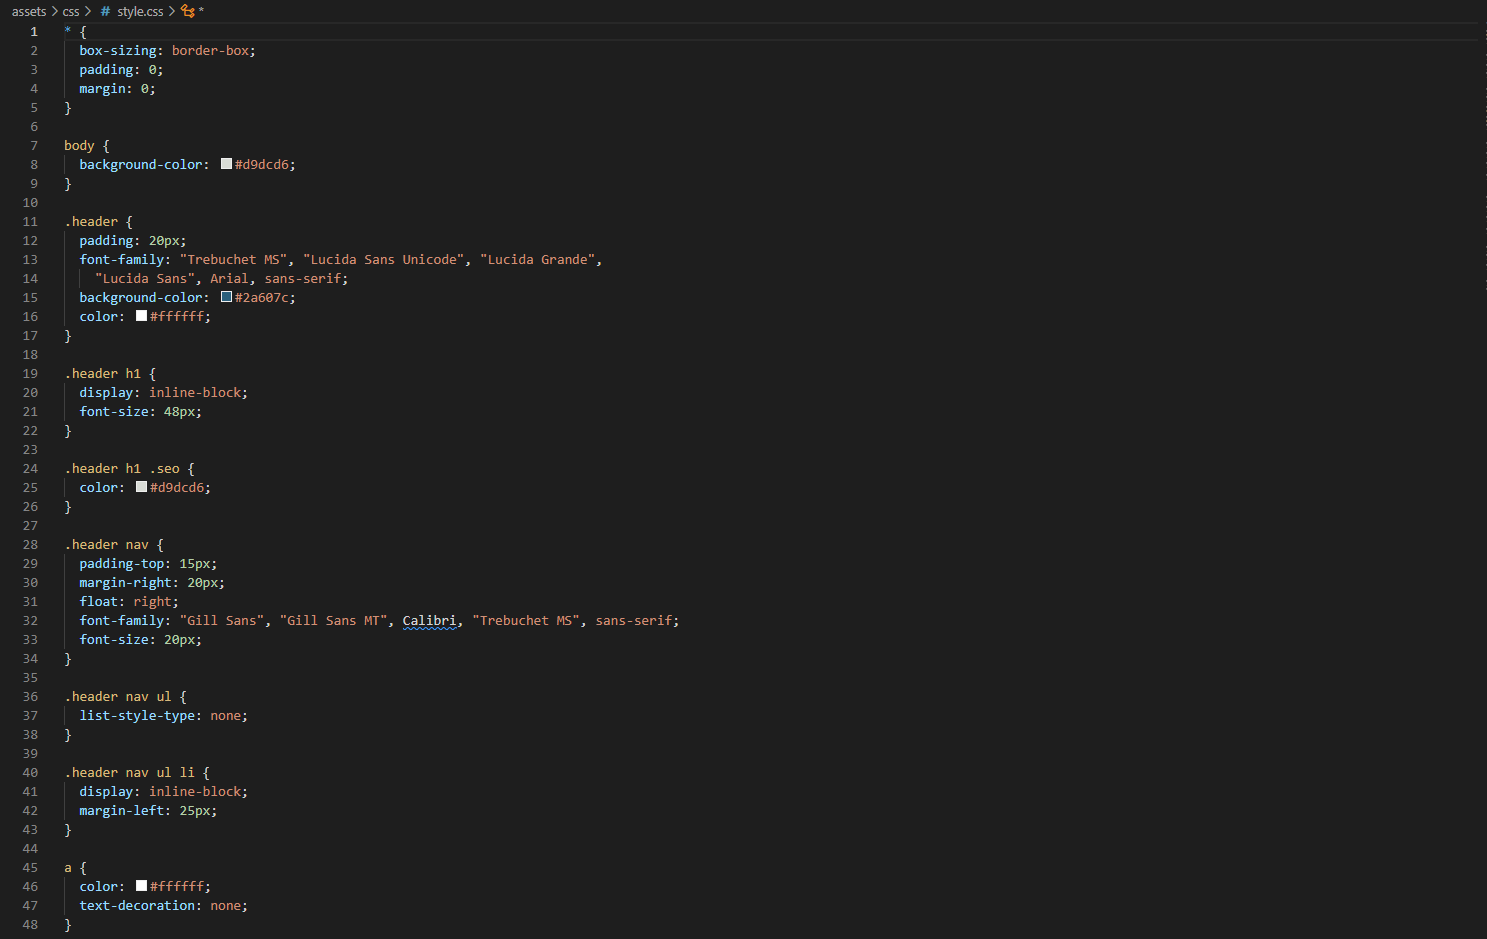 assets > css > # style.css > *
1 * {
2 box-sizing: border-box;
3 padding: 0;
4 margin: 0;
5 }
6
7 body {
8 background-color: #d9dcd6;
9 }
10
11 .header {
12 padding: 20px;
13 font-family: "Trebuchet MS", "Lucida Sans Unicode", "Lucida Grande",
14 "Lucida Sans", Arial, sans-serif;
15 background-color: #2a607c;
16 color: #ffffff;
17 }
18
19 .header h1 {
20 display: inline-block;
21 font-size: 48px;
22 }
23
24 .header h1 .seo {
25 color: #d9dcd6;
26 }
27
28 .header nav {
29 padding-top: 15px;
30 margin-right: 20px;
31 float: right;
32 font-family: "Gill Sans", "Gill Sans MT", Calibri, "Trebuchet MS", sans-serif;
33 font-size: 20px;
34 }
35
36 .header nav ul {
37 list-style-type: none;
38 }
39
40 .header nav ul li {
41 display: inline-block;
42 margin-left: 25px;
43 }
44
45 a {
46 color: #ffffff;
47 text-decoration: none;
48 }